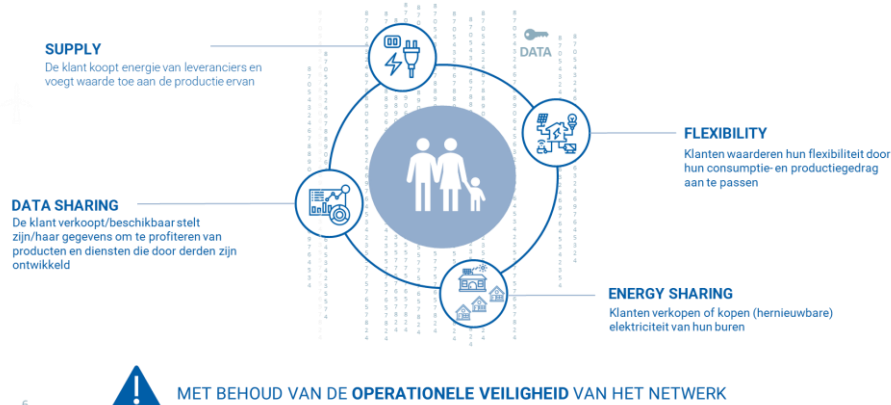 SUPPLY
De klant koopt energie van leveranciers en
voegt waarde toe aan de productie ervan
DATA
FLEXIBILITY
Klanten waarderen hun flexibiliteit door
hun consumptie- en productiegedrag
aan te passen
DATA SHARING
De klant verkoopt/beschikbaar stelt
zijn/haar gegevens om te profiteren van
producten en diensten die door derden zijn
ontwikkeld
ENERGY SHARING
Klanten verkopen of kopen (hernieuwbare)
elektriciteit van hun buren
MET BEHOUD VAN DE OPERATIONELE VEILIGHEID VAN HET NETWERK
6